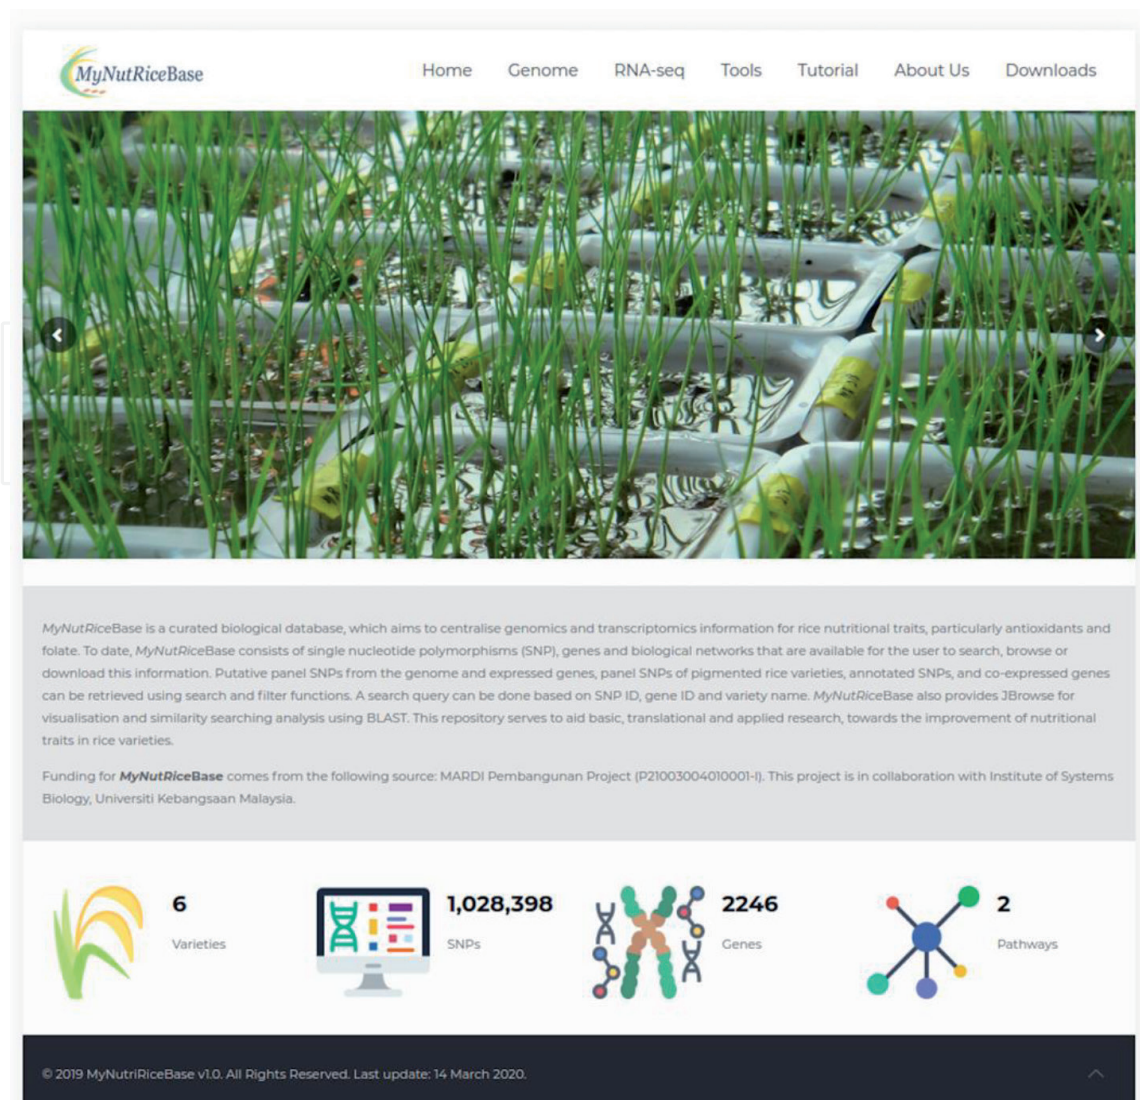 MyNutRiceBase
Home Genome RNA-seq Tools Tutorial About Us Downloads
MyNutRiceBase is a curated biological database, which aims to centralise genomics and transcriptomics information for rice nutritional traits, particularly antioxidants and
folate. To date, MyNutRiceBase consists of single nucleotide polymorphisms (SNP), genes and biological networks that are available for the user to search, browse or
download this information. Putative panel SNPs from the genome and expressed genes, panel SNPs of pigmented rice varieties, annotated SNPs, and co-expressed genes
can be retrieved using search and filter functions. A search query can be done based on SNP ID, gene ID and variety name. MyNutRiceBase also provides JBrowse for
visualisation and similarity searching analysis using BLAST. This repository serves to aid basic, translational and applied research, towards the improvement of nutritional
traits in rice varieties.
Funding for MyNutRiceBase comes from the following source: MARDI Pembangunan Project (P21003004010001-I). This project is in collaboration with Institute of Systems
Biology, Universiti Kebangsaan Malaysia.
6
Varieties
1,028,398
SNPs
2246
Genes
2
Pathways
© 2019 MyNutriRiceBase v1.0. All Rights Reserved. Last update: 14 March 2020.